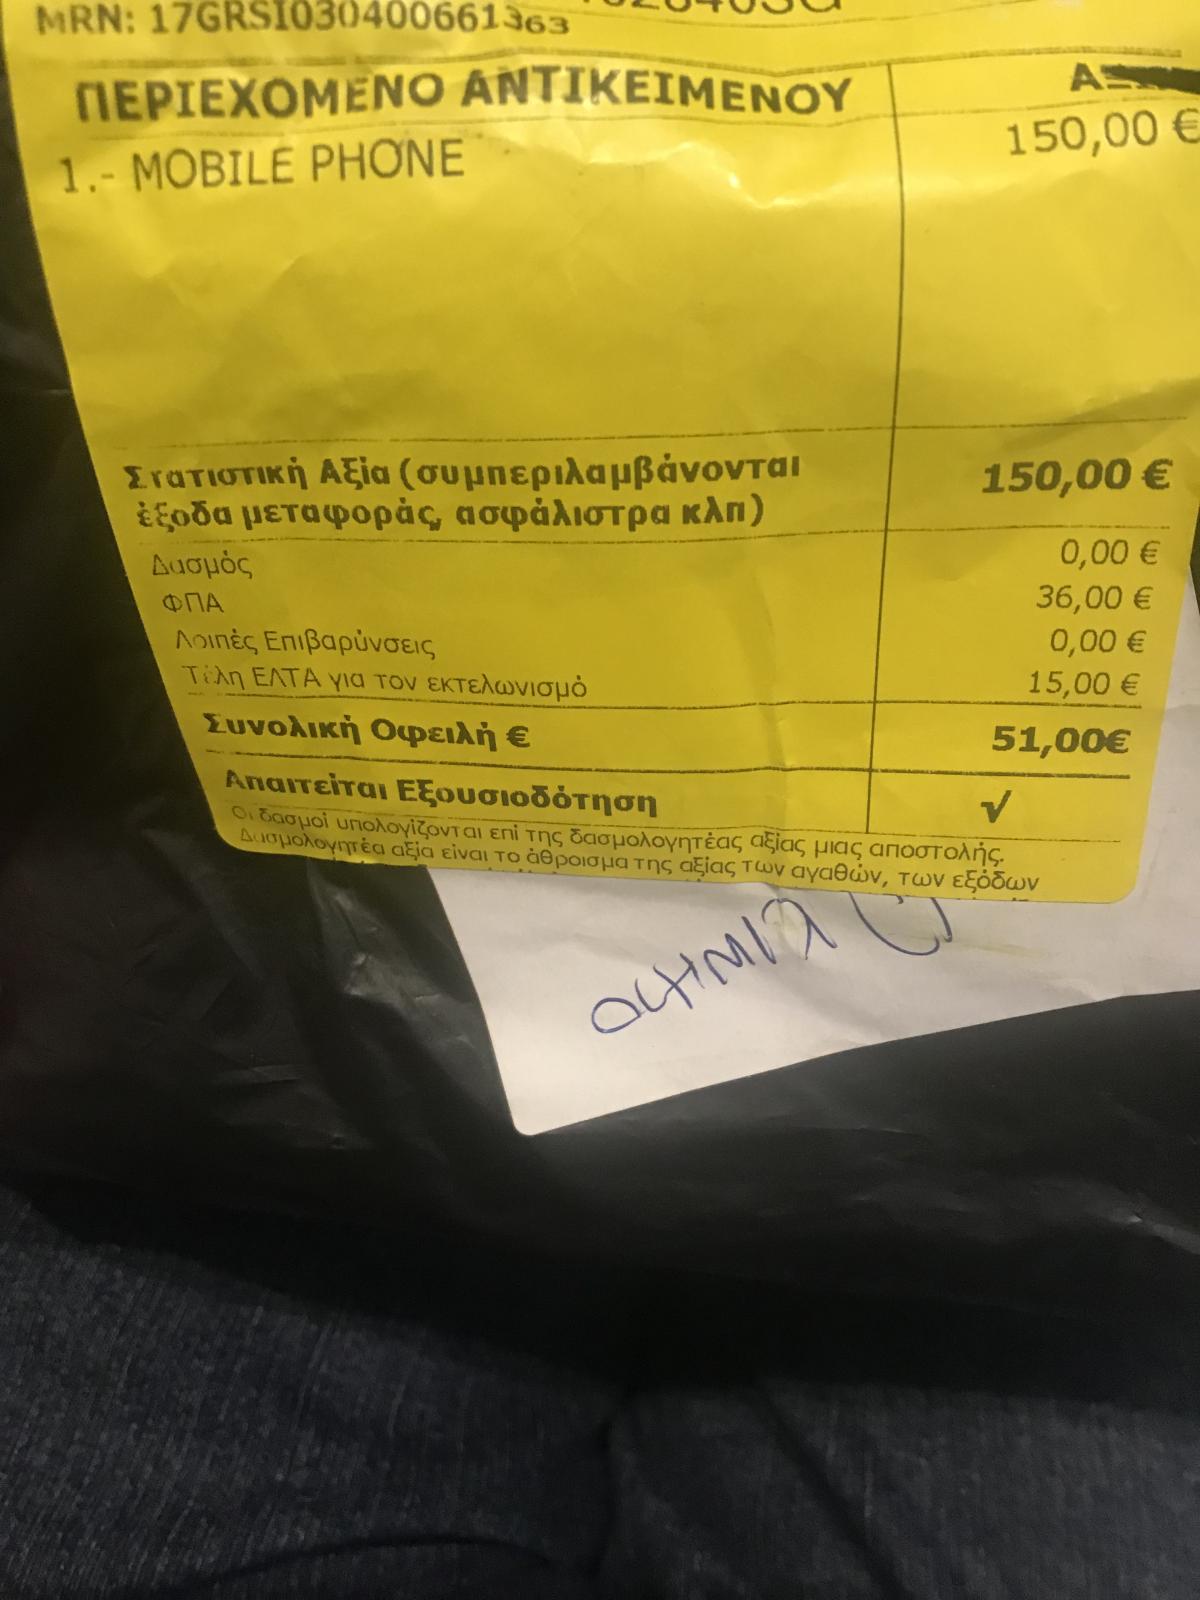 MRN: 17GRSI030400661363
ΠΕΡΙΕΧΟΜΕΝΟ ΑΝΤΙΚΕΙΜΕΝΟΥ
1.- MOBILE PHONE 150,00 €
Στατιστική Αξία (συμπεριλαμβάνονται
έξοδα μεταφοράς, ασφάλιστρα κλπ) 150,00 €
Δασμός 0,00 €
ΦΠΑ 36,00 €
Λοιπές Επιβαρύνσεις 0,00 €
Τέλη ΕΛΤΑ για τον εκτελωνισμό 15,00 €
Συνολική Οφειλή € 51,00€
Απαιτείται Εξουσιοδότηση √
Οι δασμοί υπολογίζονται επί της δασμολογητέας αξίας μιας αποστολής.
Δασμολογητέα αξία είναι το άθροισμα της αξίας των αγαθών, των εξόδων